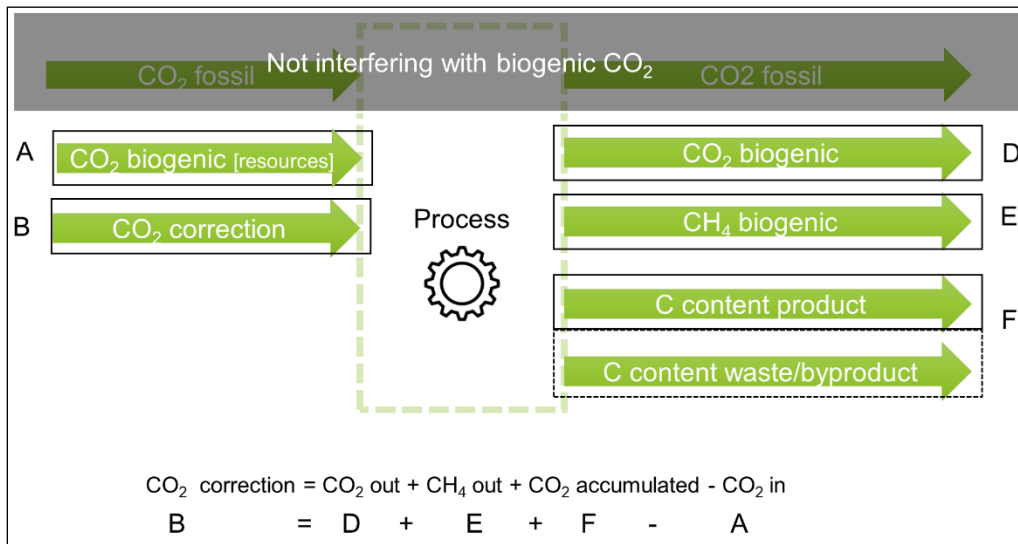 Not interfering with biogenic CO₂
CO₂ fossil
CO2 fossil
A
CO₂ biogenic [resources]
CO₂ biogenic
D
B
CO₂ correction
Process
CH₄ biogenic
E
C content product
F
C content waste/byproduct
CO₂ correction = CO₂ out + CH₄ out + CO₂ accumulated - CO₂ in
B = D + E + F - A